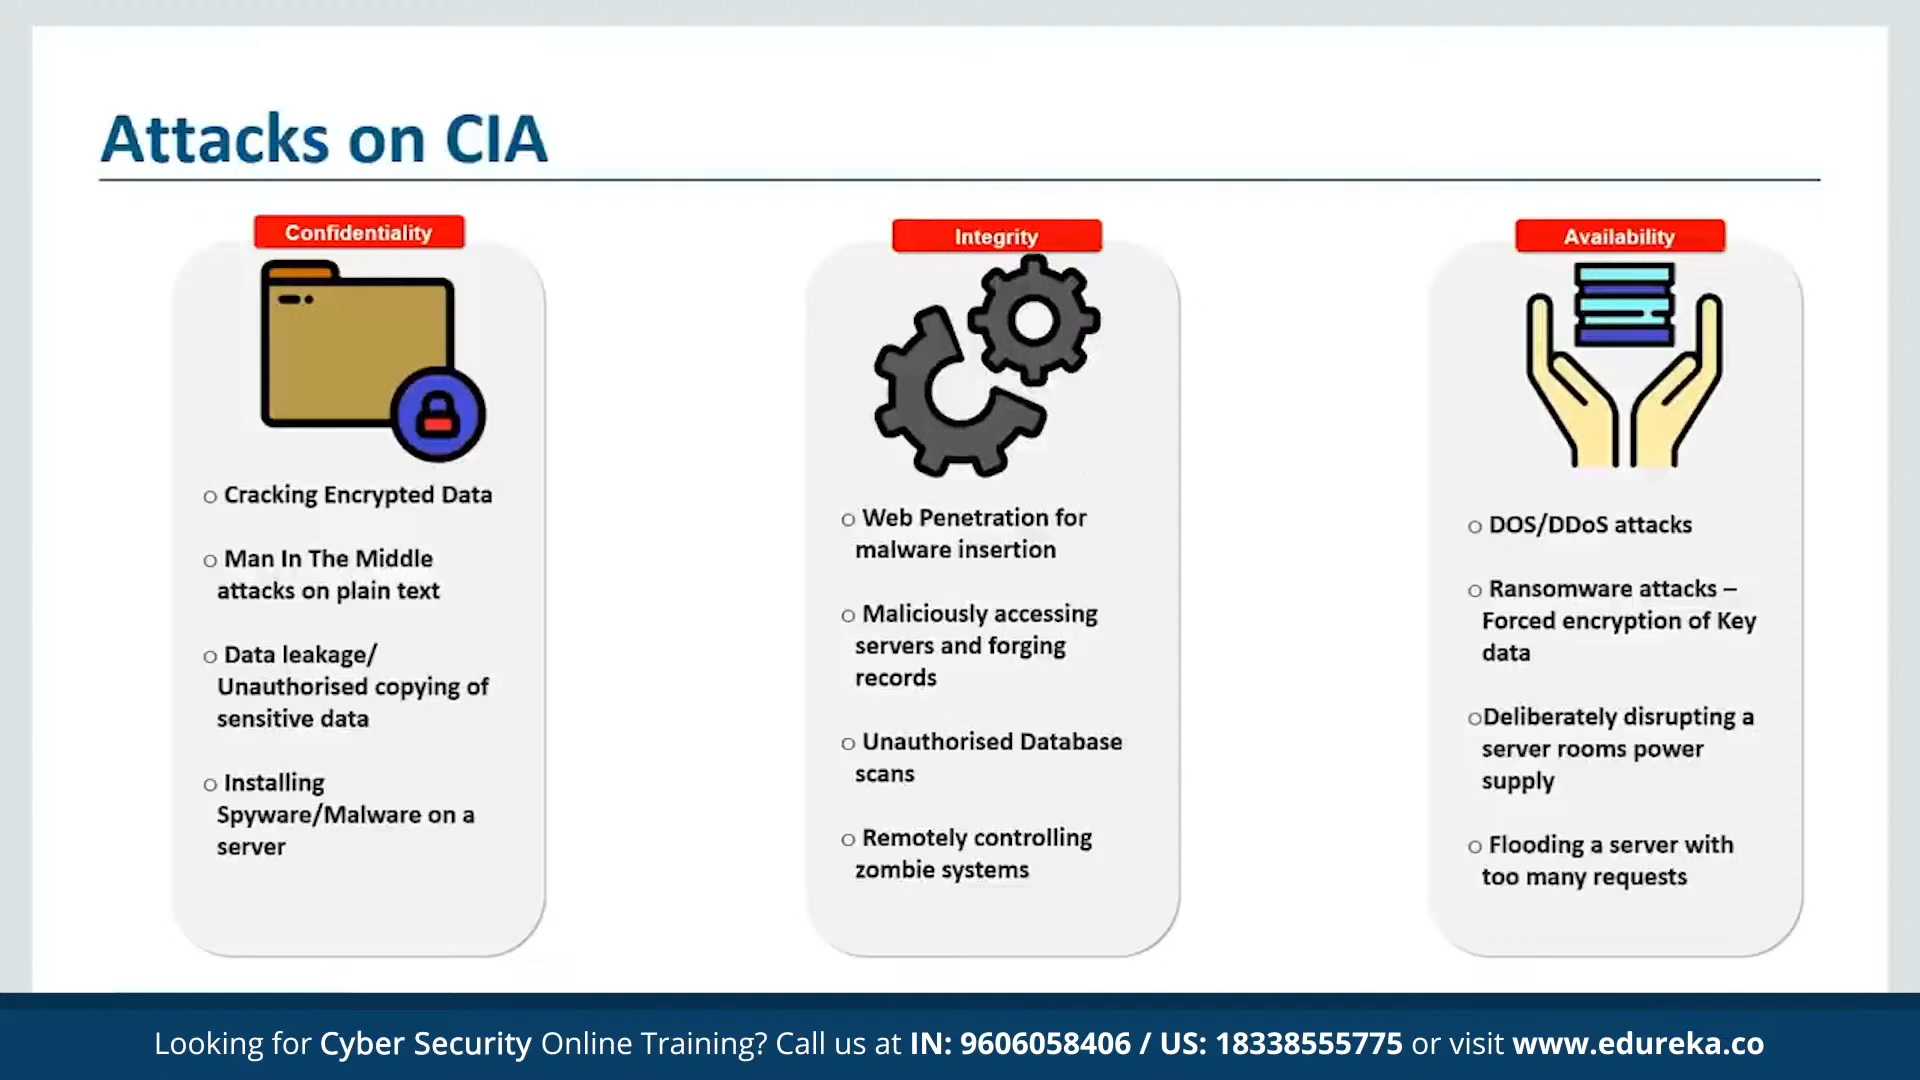 Attacks on CIA
Confidentiality
○ Cracking Encrypted Data
○ Man In The Middle
attacks on plain text
○ Data leakage/
Unauthorised copying of
sensitive data
○ Installing
Spyware/Malware on a
server
Integrity
○ Web Penetration for
malware insertion
○ Maliciously accessing
servers and forging
records
○ Unauthorised Database
scans
○ Remotely controlling
zombie systems
Availability
○ DOS/DDoS attacks
○ Ransomware attacks –
Forced encryption of Key
data
○Deliberately disrupting a
server rooms power
supply
○ Flooding a server with
too many requests
Looking for Cyber Security Online Training? Call us at IN: 9606058406 / US: 18338555775 or visit www.edureka.co